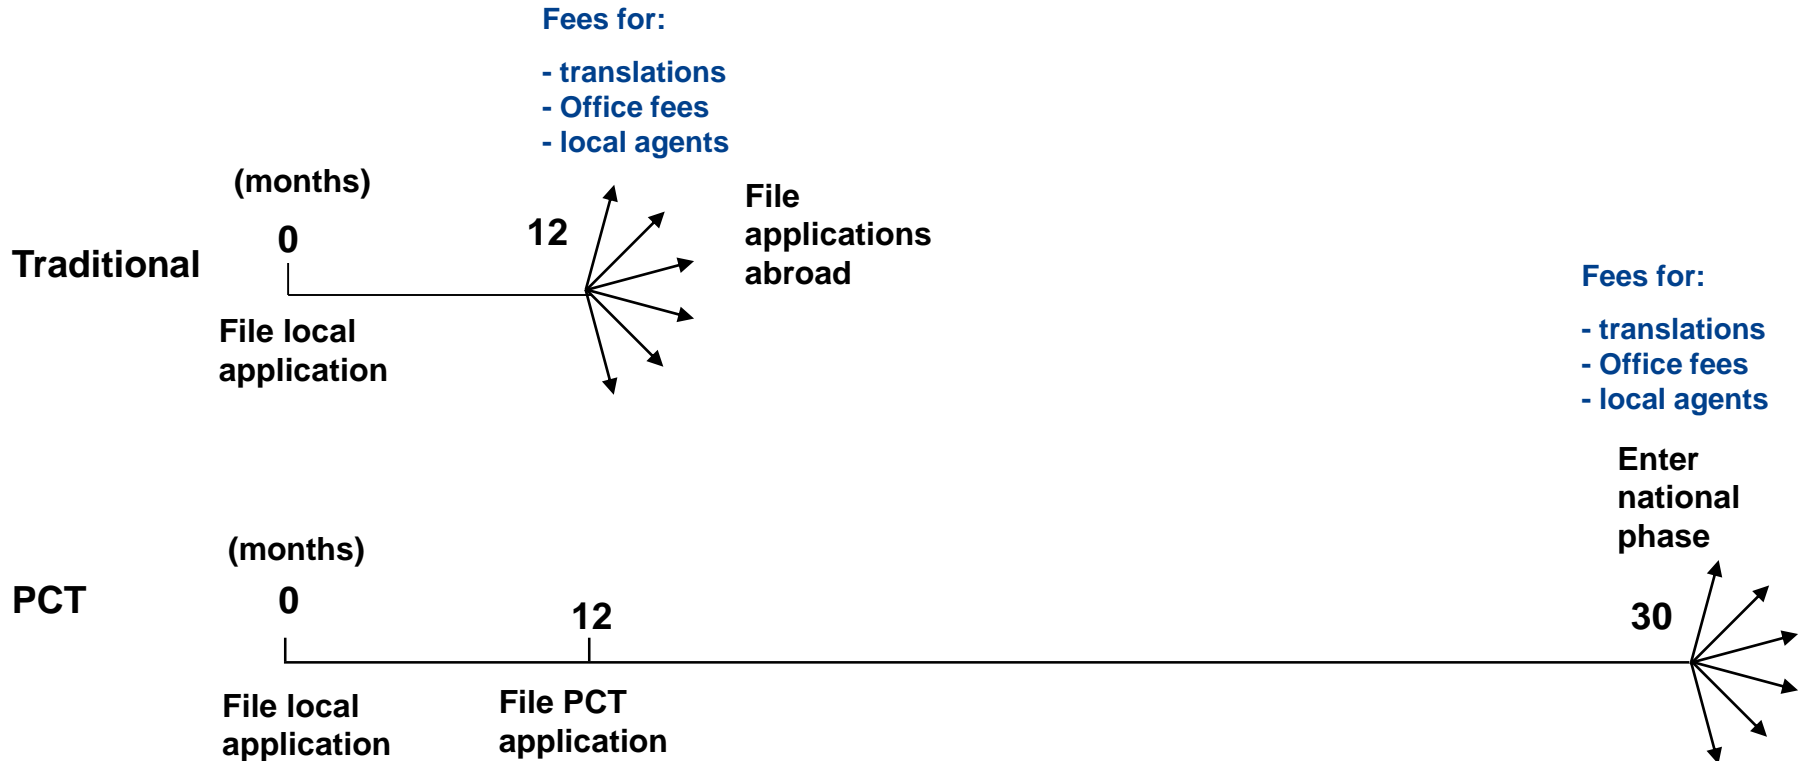 Fees for:
- translations
- Office fees
- local agents
(months)
0
12
File
applications
abroad
Traditional
File local
application
Fees for:
- translations
- Office fees
- local agents
Enter
national
phase
(months)
PCT
0
12
30
File local
application
File PCT
application